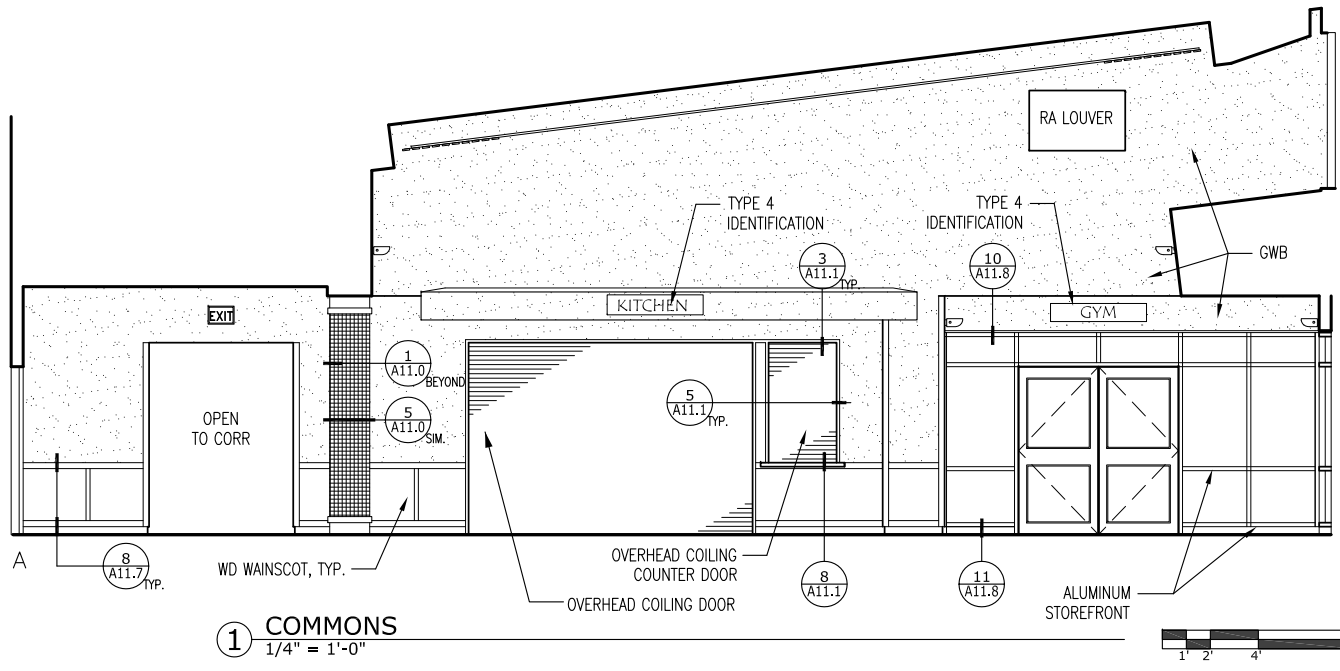 RA LOUVER
TYPE 4
IDENTIFICATION
TYPE 4
IDENTIFICATION
GWB
3
A11.1
TYP.
10
A11.8
EXIT
KITCHEN
GYM
1
A11.0
BEYOND
5
A11.1
TYP.
OPEN
TO CORR
5
A11.0
SIM.
A
8
A11.7
TYP.
WD WAINSCOT, TYP.
OVERHEAD COILING
COUNTER DOOR
8
A11.1
11
A11.8
OVERHEAD COILING DOOR
ALUMINUM
STOREFRONT
1
COMMONS
1/4" = 1'-0"
1' 2' 4'